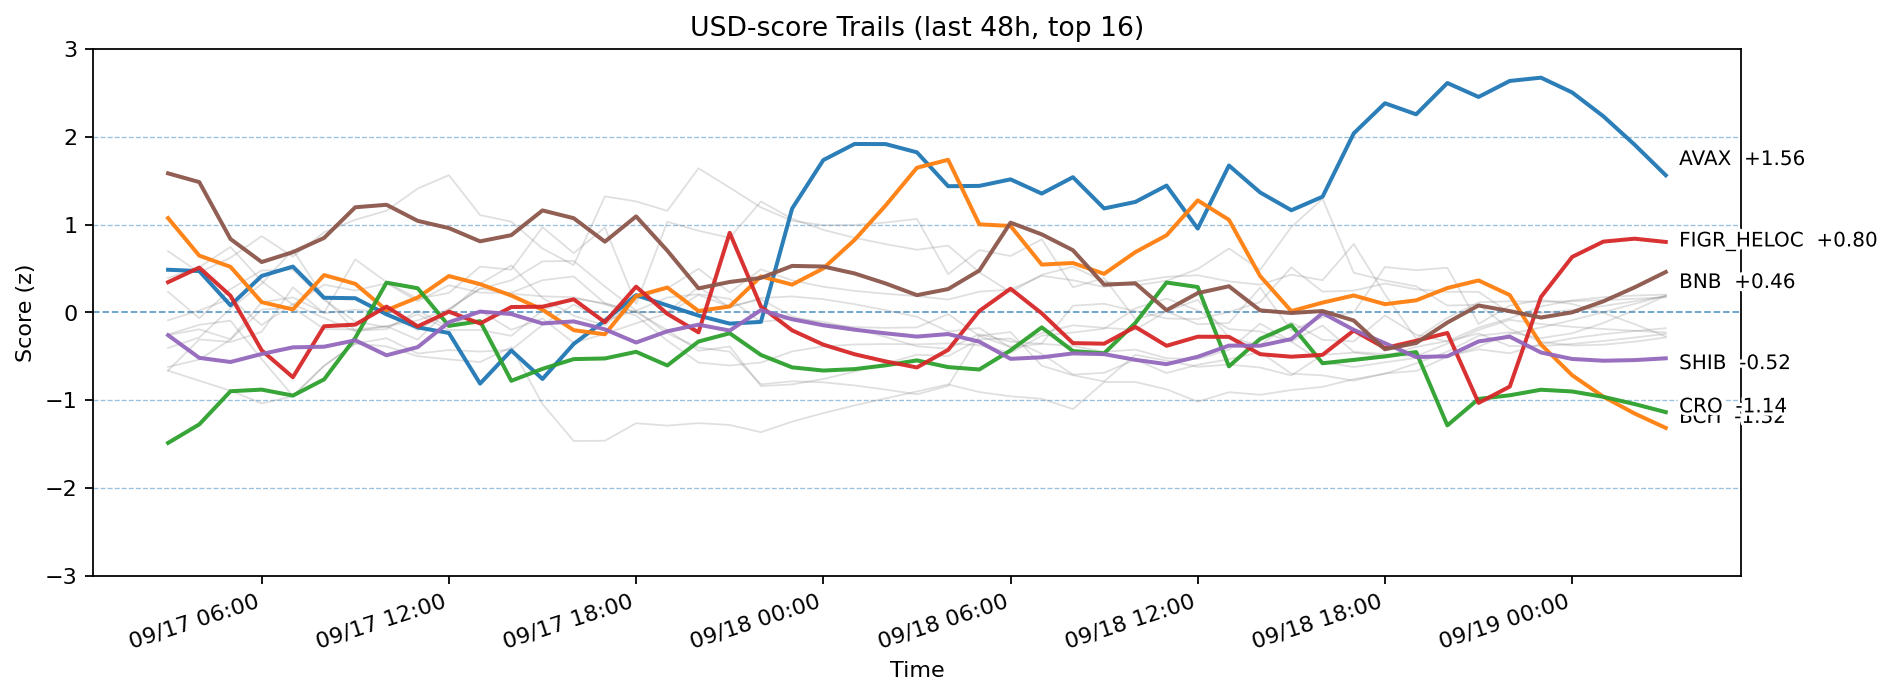 USD-score Trails (last 48h, top 16)
Score (z)
3
2
1
0
−1
−2
−3
AVAX +1.56
FIGR_HELOC +0.80
BNB +0.46
SHIB -0.52
CRO -1.14
BCH -1.32
09/17 06:00
09/17 12:00
09/17 18:00
09/18 00:00
09/18 06:00
09/18 12:00
09/18 18:00
09/19 00:00
Time